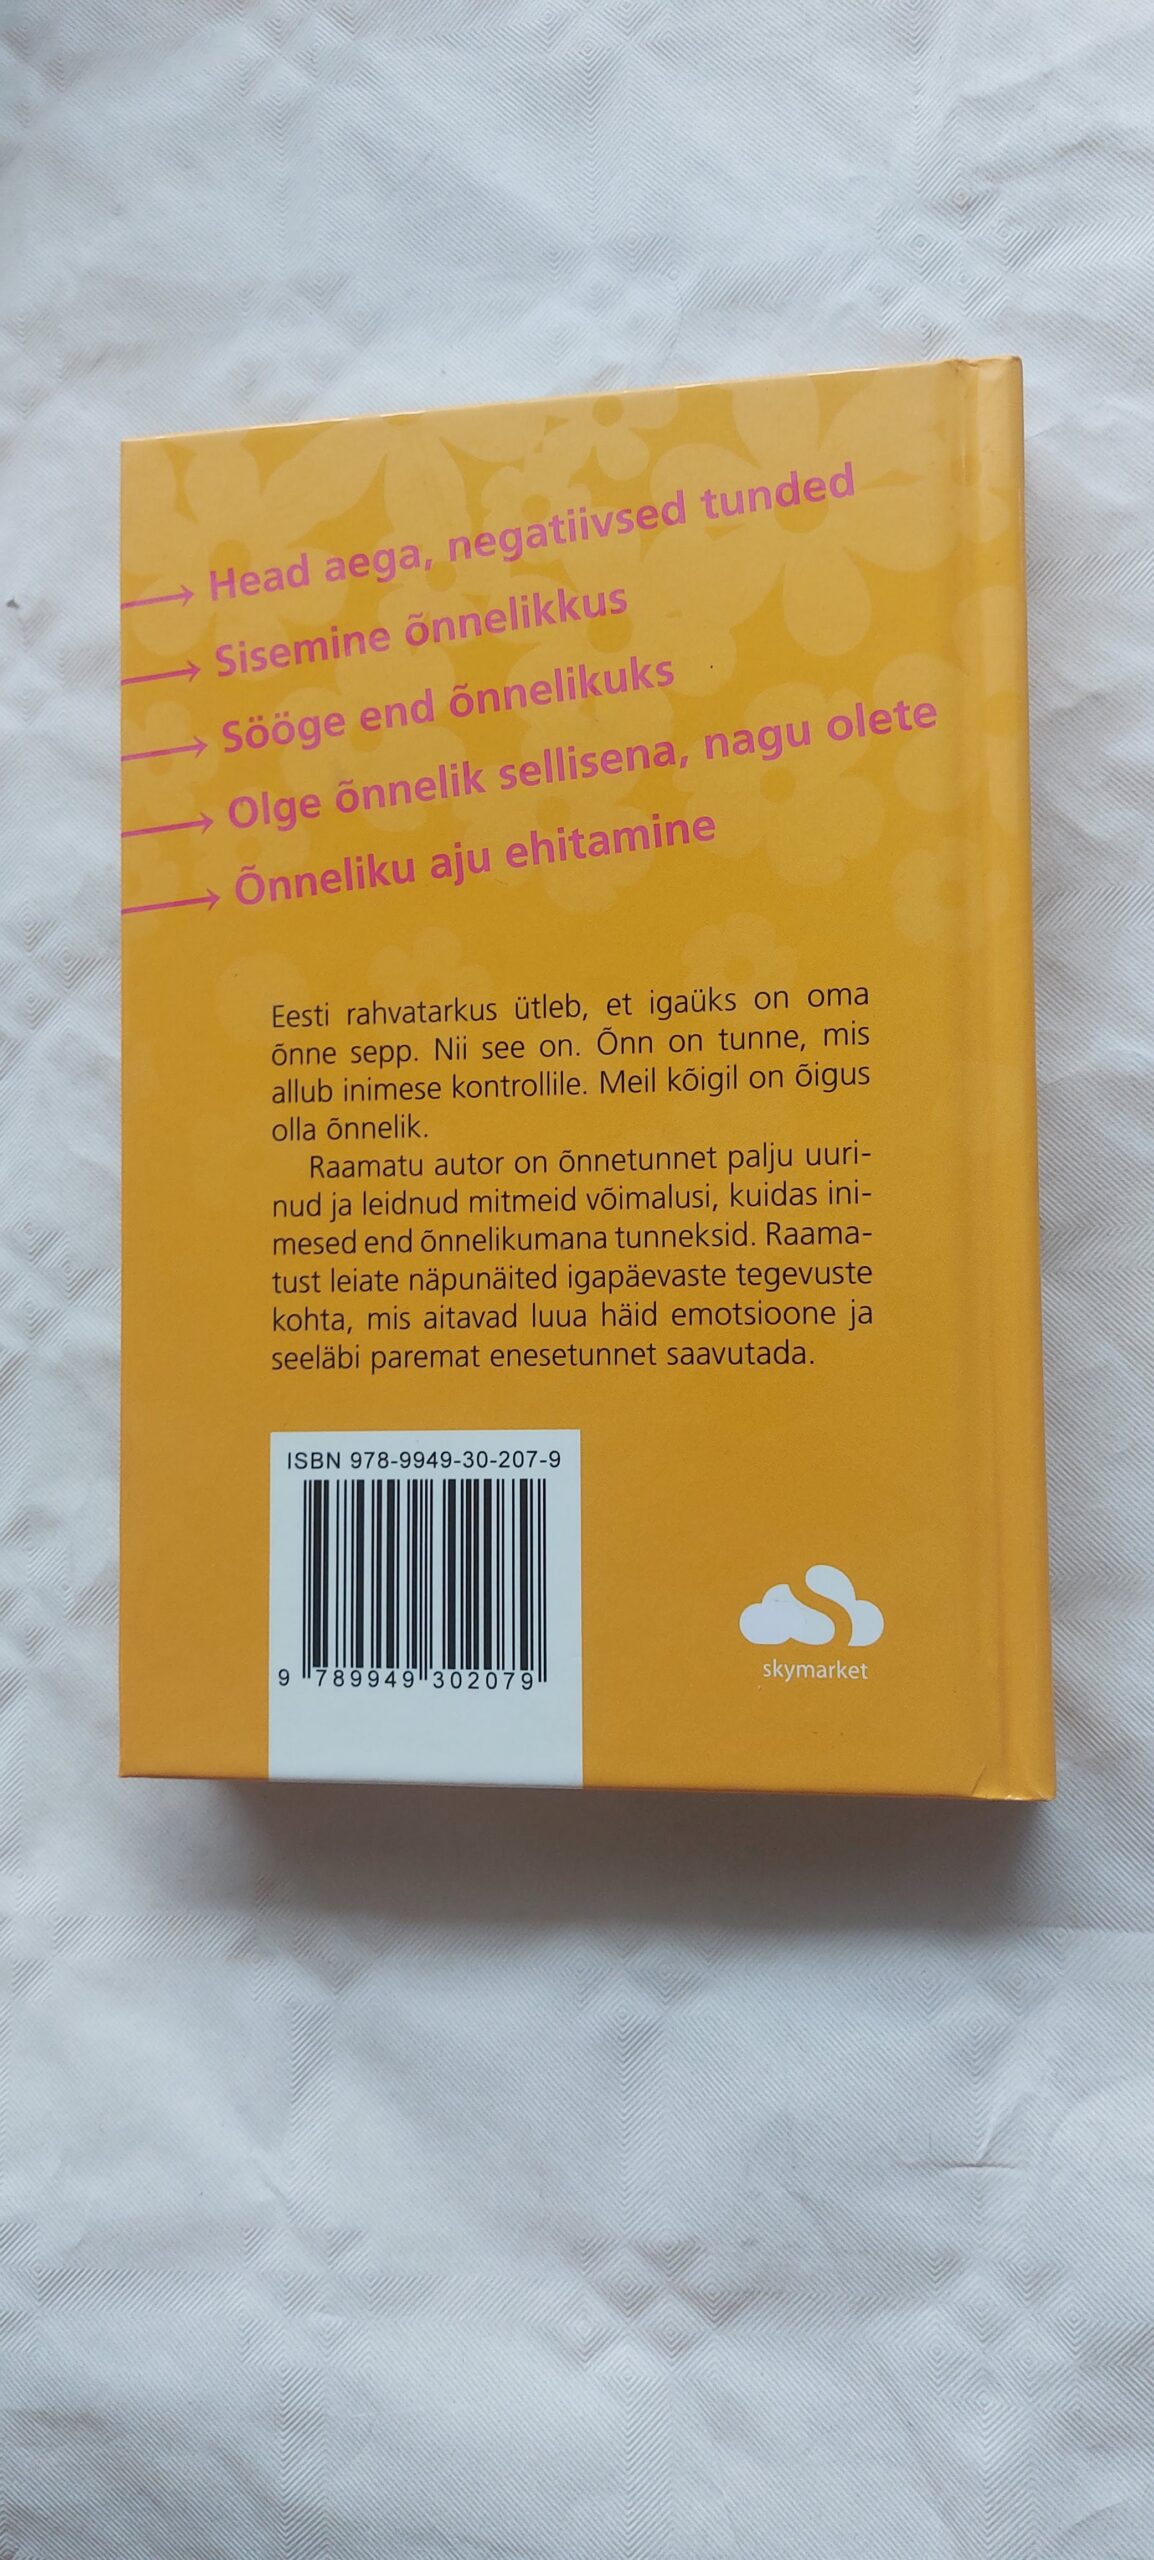 → Head aega, negatiivsed tunded
→ Sisemine õnnelikkus
→ Sööge end õnnelikuks
→ Olge õnnelik sellisena, nagu olete
→ Õnneliku aju ehitamine
Eesti rahvatarkus ütleb, et igaüks on oma
õnne sepp. Nii see on. Õnn on tunne, mis
allub inimese kontrollile. Meil kõigil on õigus
olla õnnelik.
Raamatu autor on õnnetunnet palju uuri-
nud ja leidnud mitmeid võimalusi, kuidas ini-
mesed end õnnelikumana tunneksid. Raama-
tust leiate näpunäited igapäevaste tegevuste
kohta, mis aitavad luua häid emotsioone ja
seeläbi paremat enesetunnet saavutada.
ISBN 978-9949-30-207-9
9 789949 302079
skymarket